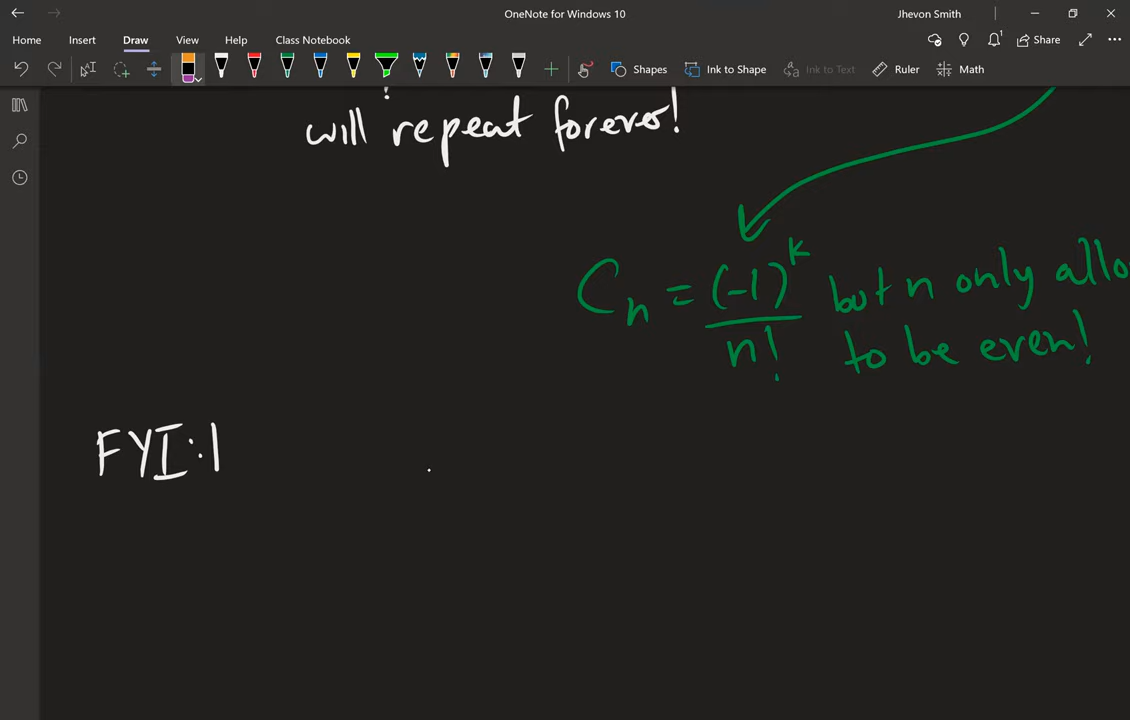 OneNote for Windows 10
Jhevon Smith
Home Insert Draw View Help Class Notebook
Share
Shapes Ink to Shape Ink to Text Ruler Math
will repeat forever!
Cₙ = (-1)^k / n! but n only allo
to be even!
FYI: I